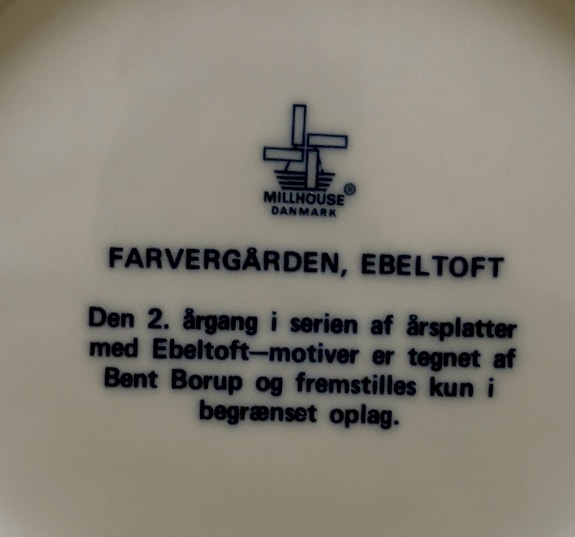 MILLHOUSE®
DANMARK
FARVERGÅRDEN, EBELTOFT
Den 2. årgang i serien af årsplatter
med Ebeltoft—motiver er tegnet af
Bent Borup og fremstilles kun i
begrænset oplag.